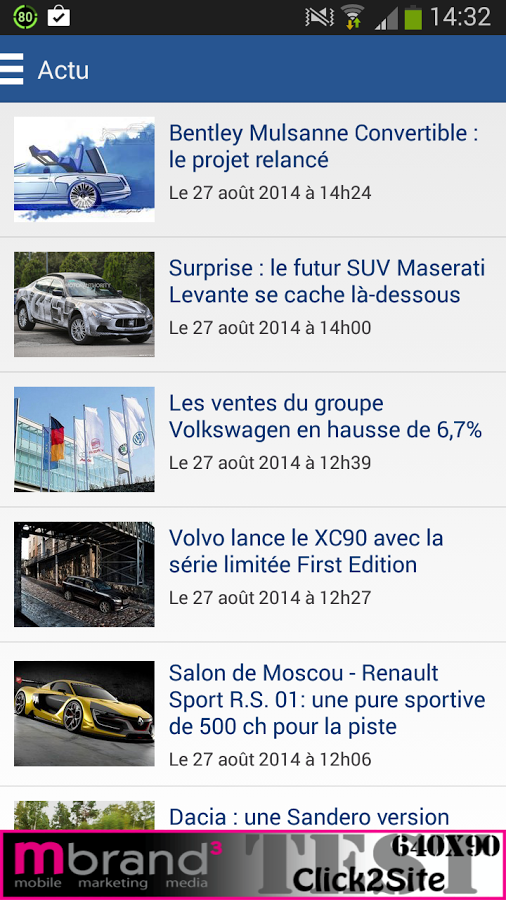 80
14:32
Actu
Bentley Mulsanne Convertible :
le projet relancé
Le 27 août 2014 à 14h24
Surprise : le futur SUV Maserati
Levante se cache là-dessous
Le 27 août 2014 à 14h00
Les ventes du groupe
Volkswagen en hausse de 6,7%
Le 27 août 2014 à 12h39
Volvo lance le XC90 avec la
série limitée First Edition
Le 27 août 2014 à 12h27
Salon de Moscou - Renault
Sport R.S. 01: une pure sportive
de 500 ch pour la piste
Le 27 août 2014 à 12h06
Dacia : une Sandero version
mbrand3
mobile marketing media
TEST
640X90
Click2Site